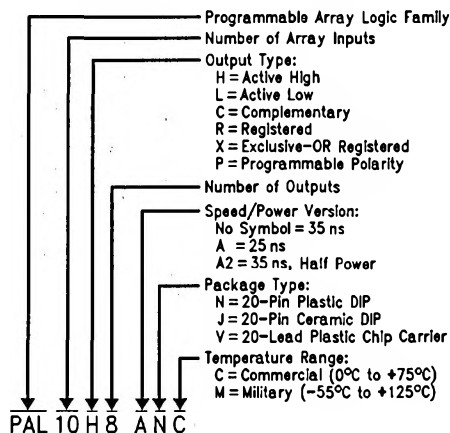 Programmable Array Logic Family
Number of Array Inputs
Output Type:
H = Active High
L = Active Low
C = Complementary
R = Registered
X = Exclusive-OR Registered
P = Programmable Polarity
Number of Outputs
Speed/Power Version:
No Symbol = 35 ns
A = 25 ns
A2 = 35 ns, Half Power
Package Type:
N = 20-Pin Plastic DIP
J = 20-Pin Ceramic DIP
V = 20-Lead Plastic Chip Carrier
Temperature Range:
C = Commercial (0°C to +75°C)
M = Military (-55°C to +125°C)
PAL 10 H 8 A N C